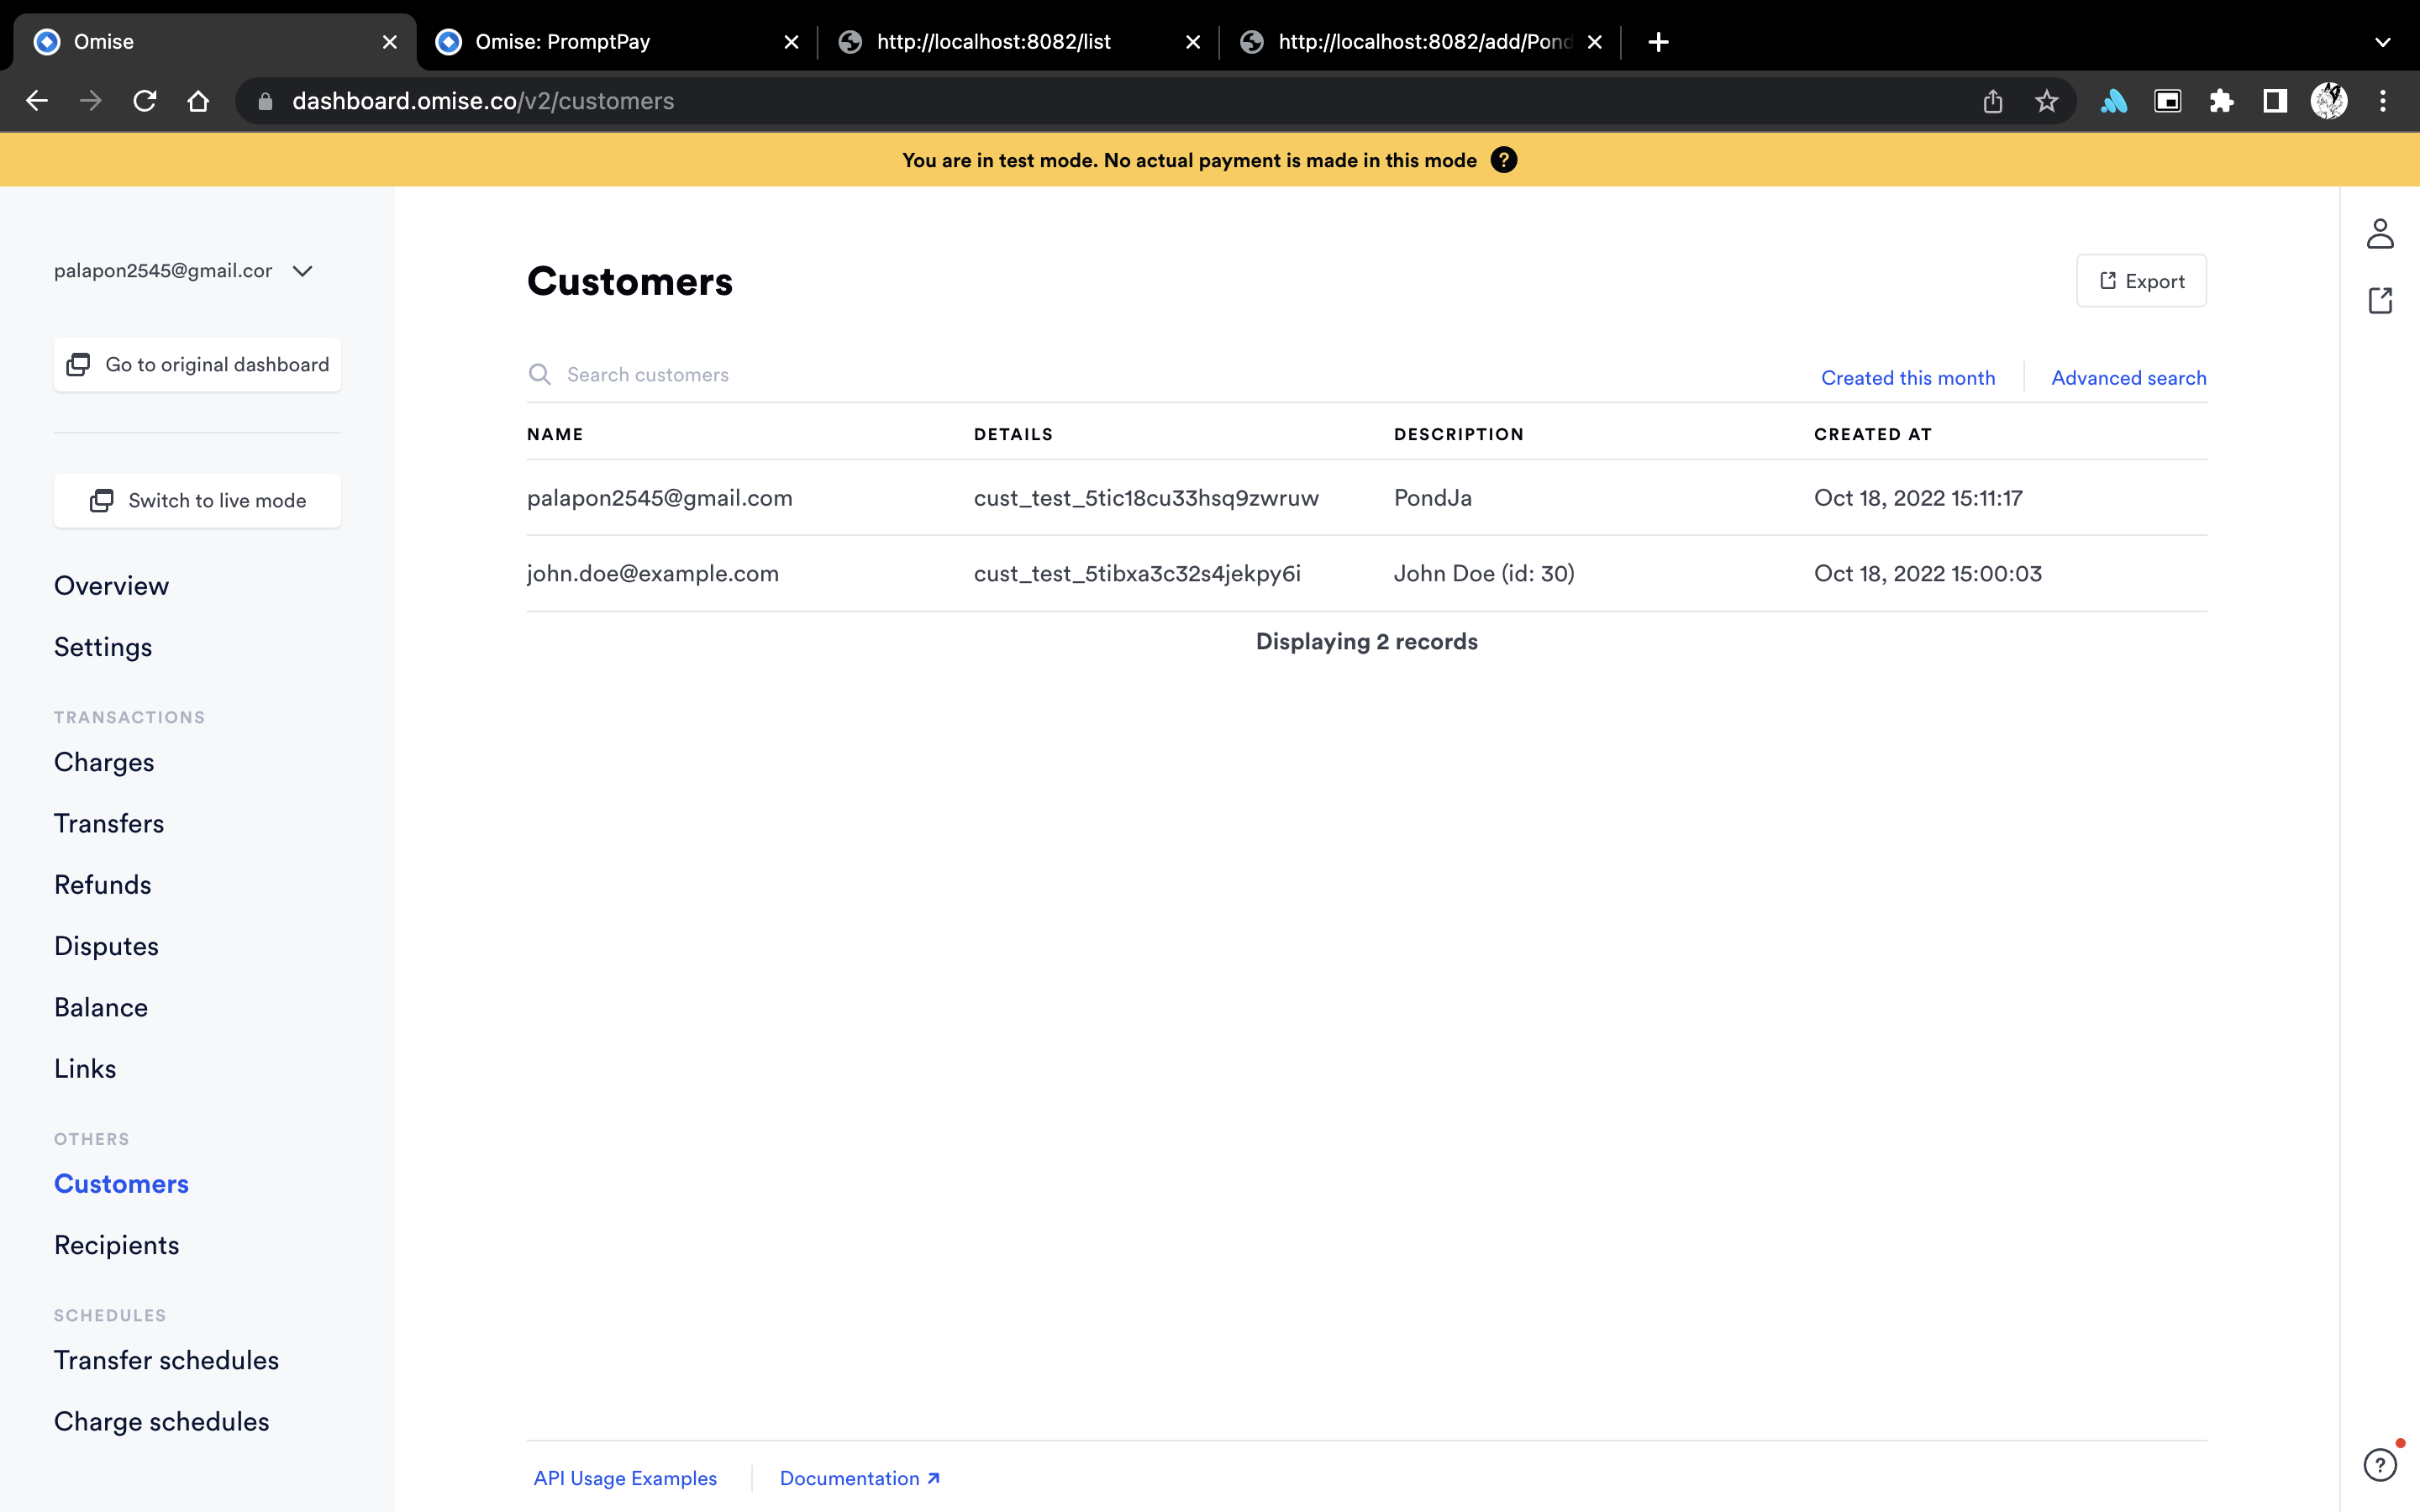 Omise
Omise: PromptPay
http://localhost:8082/list
http://localhost:8082/add/Pond
dashboard.omise.co/v2/customers
You are in test mode. No actual payment is made in this mode ?
palapon2545@gmail.cor
Go to original dashboard
Switch to live mode
Overview
Settings
TRANSACTIONS
Charges
Transfers
Refunds
Disputes
Balance
Links
OTHERS
Customers
Recipients
SCHEDULES
Transfer schedules
Charge schedules
Customers
Export
Search customers
Created this month
Advanced search
NAME DETAILS DESCRIPTION CREATED AT
palapon2545@gmail.com cust_test_5tic18cu33hsq9zwruw PondJa Oct 18, 2022 15:11:17
john.doe@example.com cust_test_5tibxa3c32s4jekpy6i John Doe (id: 30) Oct 18, 2022 15:00:03
Displaying 2 records
API Usage Examples
Documentation
?